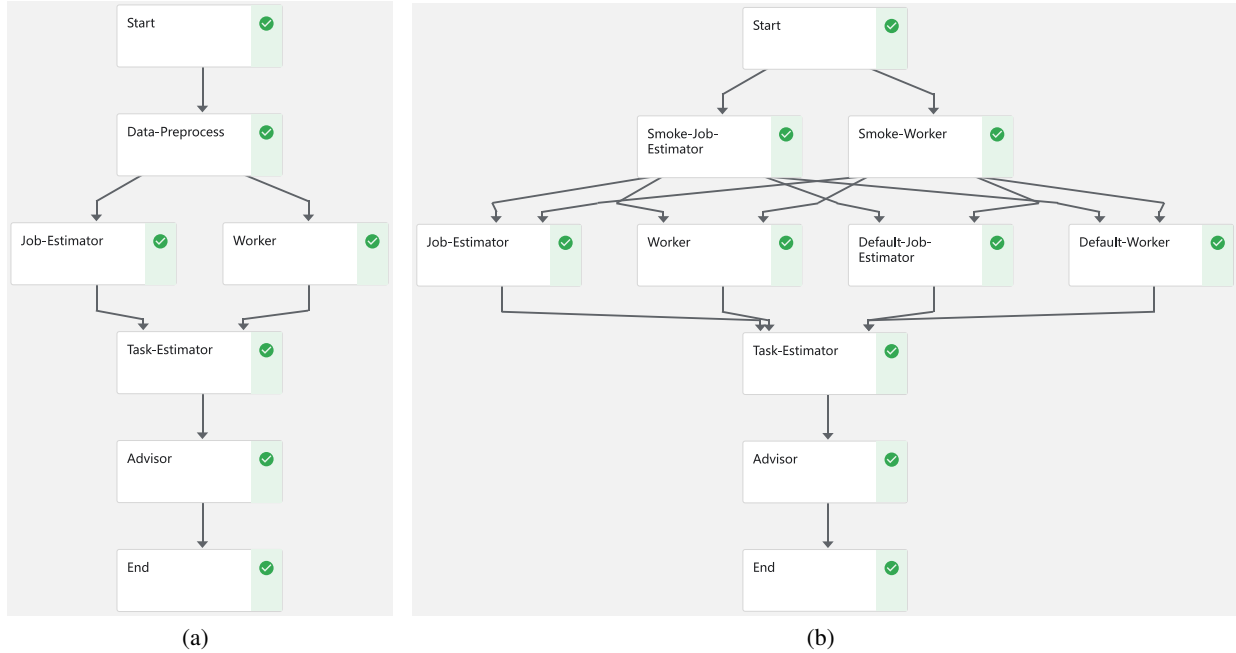 Start
Data-Preprocess
Job-Estimator
Worker
Task-Estimator
Advisor
End
(a)
Start
Smoke-Job-
Estimator
Smoke-Worker
Job-Estimator
Worker
Default-Job-
Estimator
Default-Worker
Task-Estimator
Advisor
End
(b)